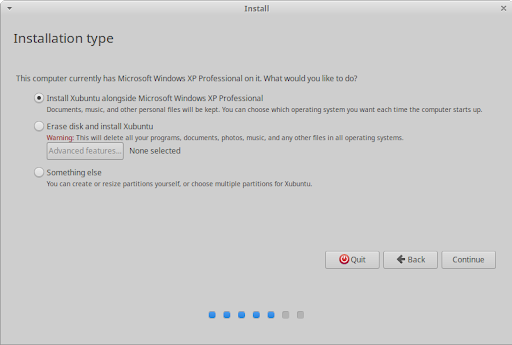 Install
Installation type
This computer currently has Microsoft Windows XP Professional on it. What would you like to do?
Install Xubuntu alongside Microsoft Windows XP Professional
Documents, music, and other personal files will be kept. You can choose which operating system you want each time the computer starts up.
Erase disk and install Xubuntu
Warning: This will delete all your programs, documents, photos, music, and any other files in all operating systems.
Advanced features... None selected
Something else
You can create or resize partitions yourself, or choose multiple partitions for Xubuntu.
Quit Back Continue